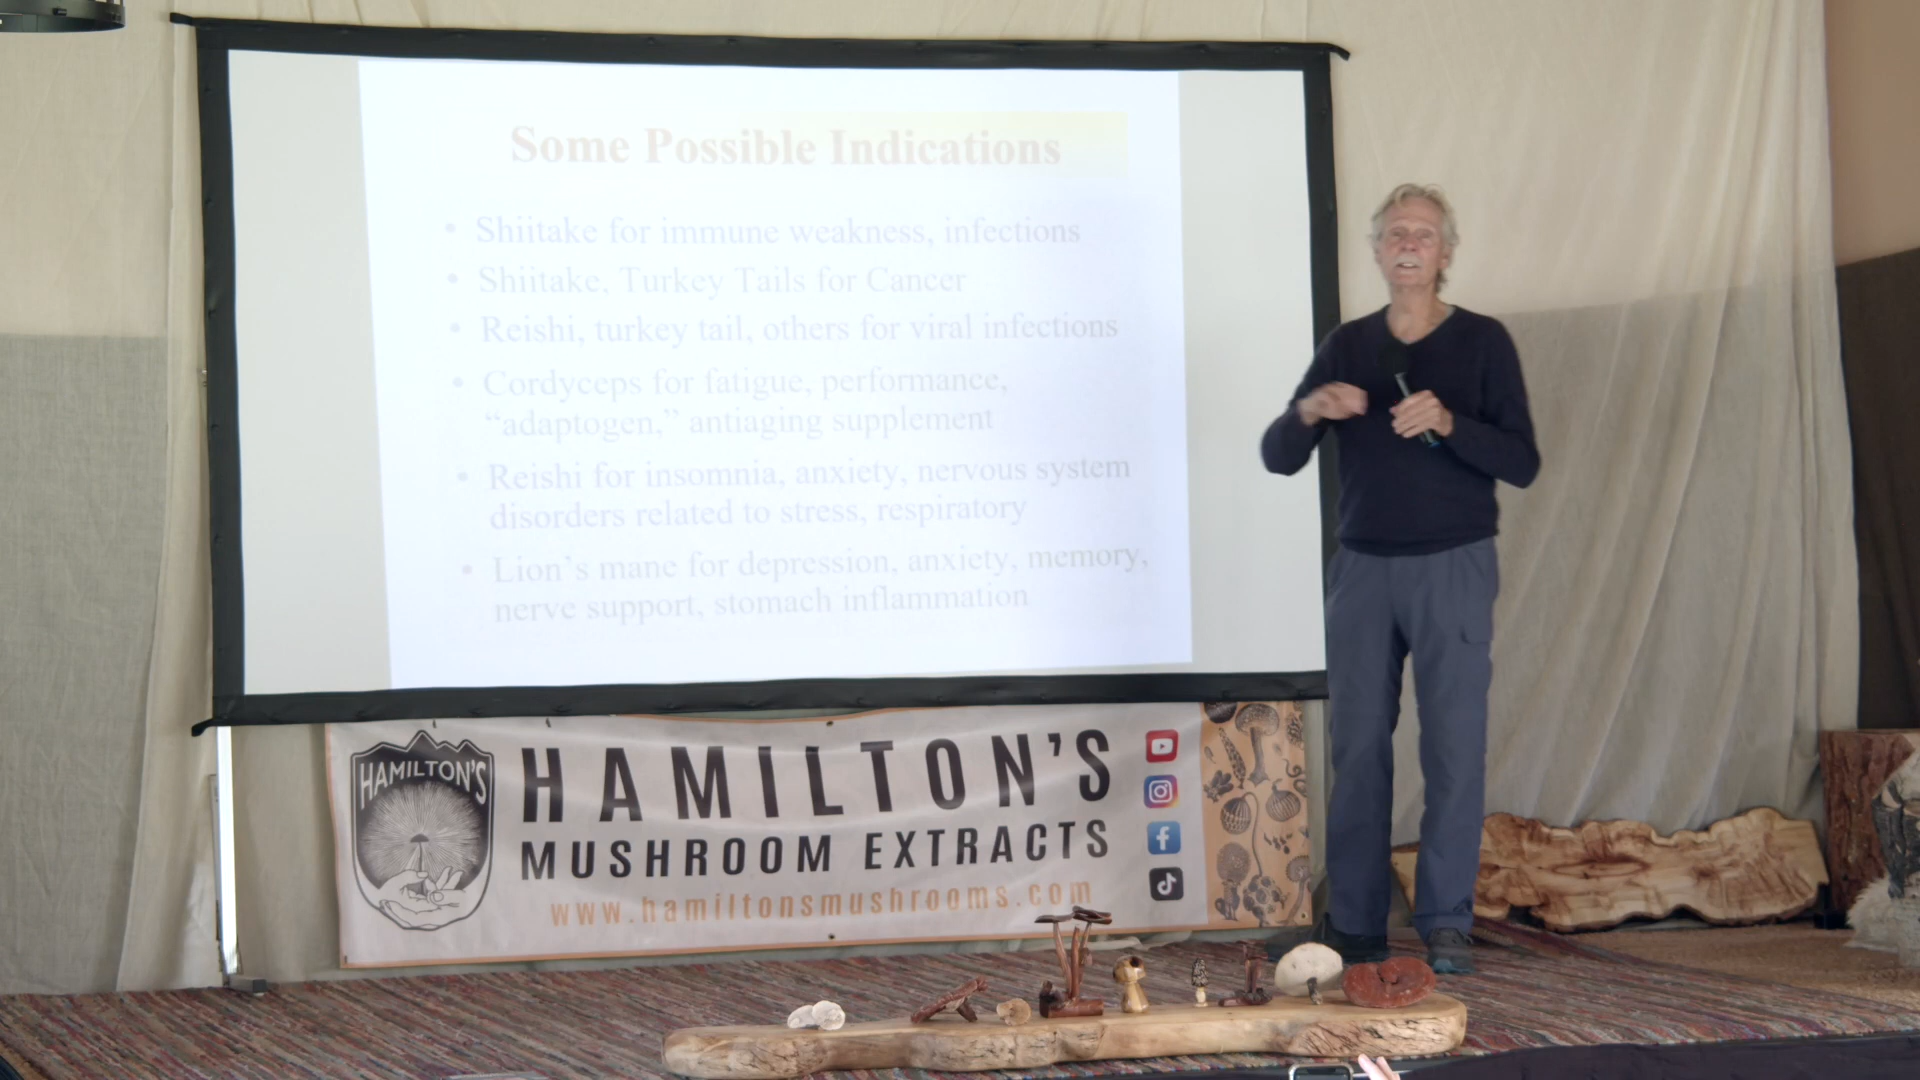 Some Possible Indications
• Shiitake for immune weakness, infections
• Shiitake, Turkey Tails for Cancer
• Reishi, turkey tail, others for viral infections
• Cordyceps for fatigue, performance,
“adaptogen,” antiaging supplement
• Reishi for insomnia, anxiety, nervous system
disorders related to stress, respiratory
• Lion’s mane for depression, anxiety, memory,
nerve support, stomach inflammation
HAMILTON'S
HAMILTON'S
MUSHROOM EXTRACTS
www.hamiltonsmushrooms.com